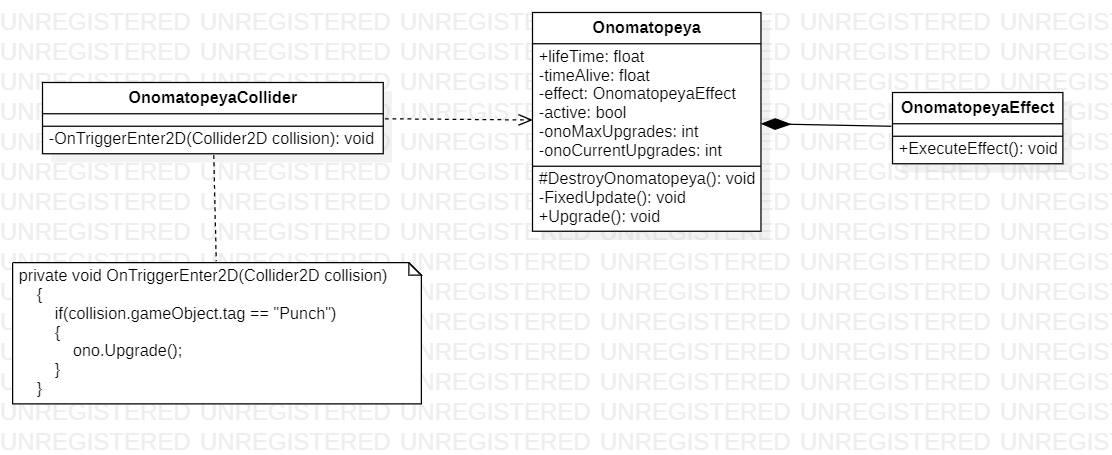 Onomatopeya
+lifeTime: float
-timeAlive: float
-effect: OnomatopeyaEffect
-active: bool
-onoMaxUpgrades: int
-onoCurrentUpgrades: int
#DestroyOnomatopeya(): void
-FixedUpdate(): void
+Upgrade(): void
OnomatopeyaCollider
-OnTriggerEnter2D(Collider2D collision): void
OnomatopeyaEffect
+ExecuteEffect(): void
private void OnTriggerEnter2D(Collider2D collision)
{
if(collision.gameObject.tag == "Punch")
{
ono.Upgrade();
}
}
UNREGISTERED UNREGISTERED UNREGISTERED UNREGISTERED UNREGISTERED UNREGISTERED